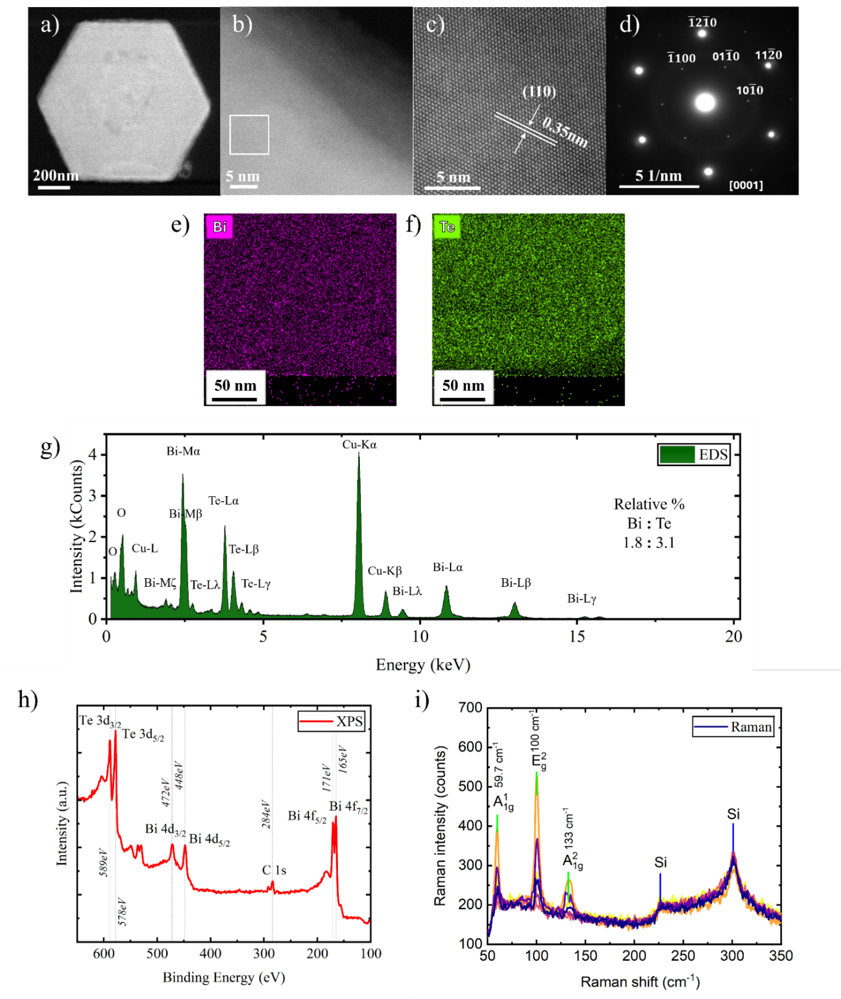 a)
200nm
b)
5 nm
c)
(110)
0.35nm
5 nm
d)
1̅21̅0
1̅100
011̅0
112̅0
101̅0
5 1/nm
[0001]
e)
Bi
50 nm
f)
Te
50 nm
g)
Intensity (kCounts)
4
3
2
1
0
O
O
Cu-L
Bi-Mζ
Bi-Mα
Bi-Mβ
Te-Lλ
Te-Lα
Te-Lβ
Te-Lγ
Cu-Kα
Cu-Kβ
Bi-Lλ
Bi-Lα
Bi-Lβ
Bi-Lγ
EDS
Relative %
Bi : Te
1.8 : 3.1
0 5 10 15 20
Energy (keV)
h)
Intensity (a.u.)
Te 3d3/2
Te 3d5/2
589eV
578eV
472eV
448eV
Bi 4d3/2
Bi 4d5/2
284eV
C 1s
171eV
165eV
Bi 4f5/2
Bi 4f7/2
XPS
600 500 400 300 200 100
Binding Energy (eV)
i)
Raman intensity (counts)
700
600
500
400
300
200
100
A¹1g 59.7 cm⁻¹
E²g 100 cm⁻¹
A²1g 133 cm⁻¹
Si
Si
Raman
50 100 150 200 250 300 350
Raman shift (cm⁻¹)